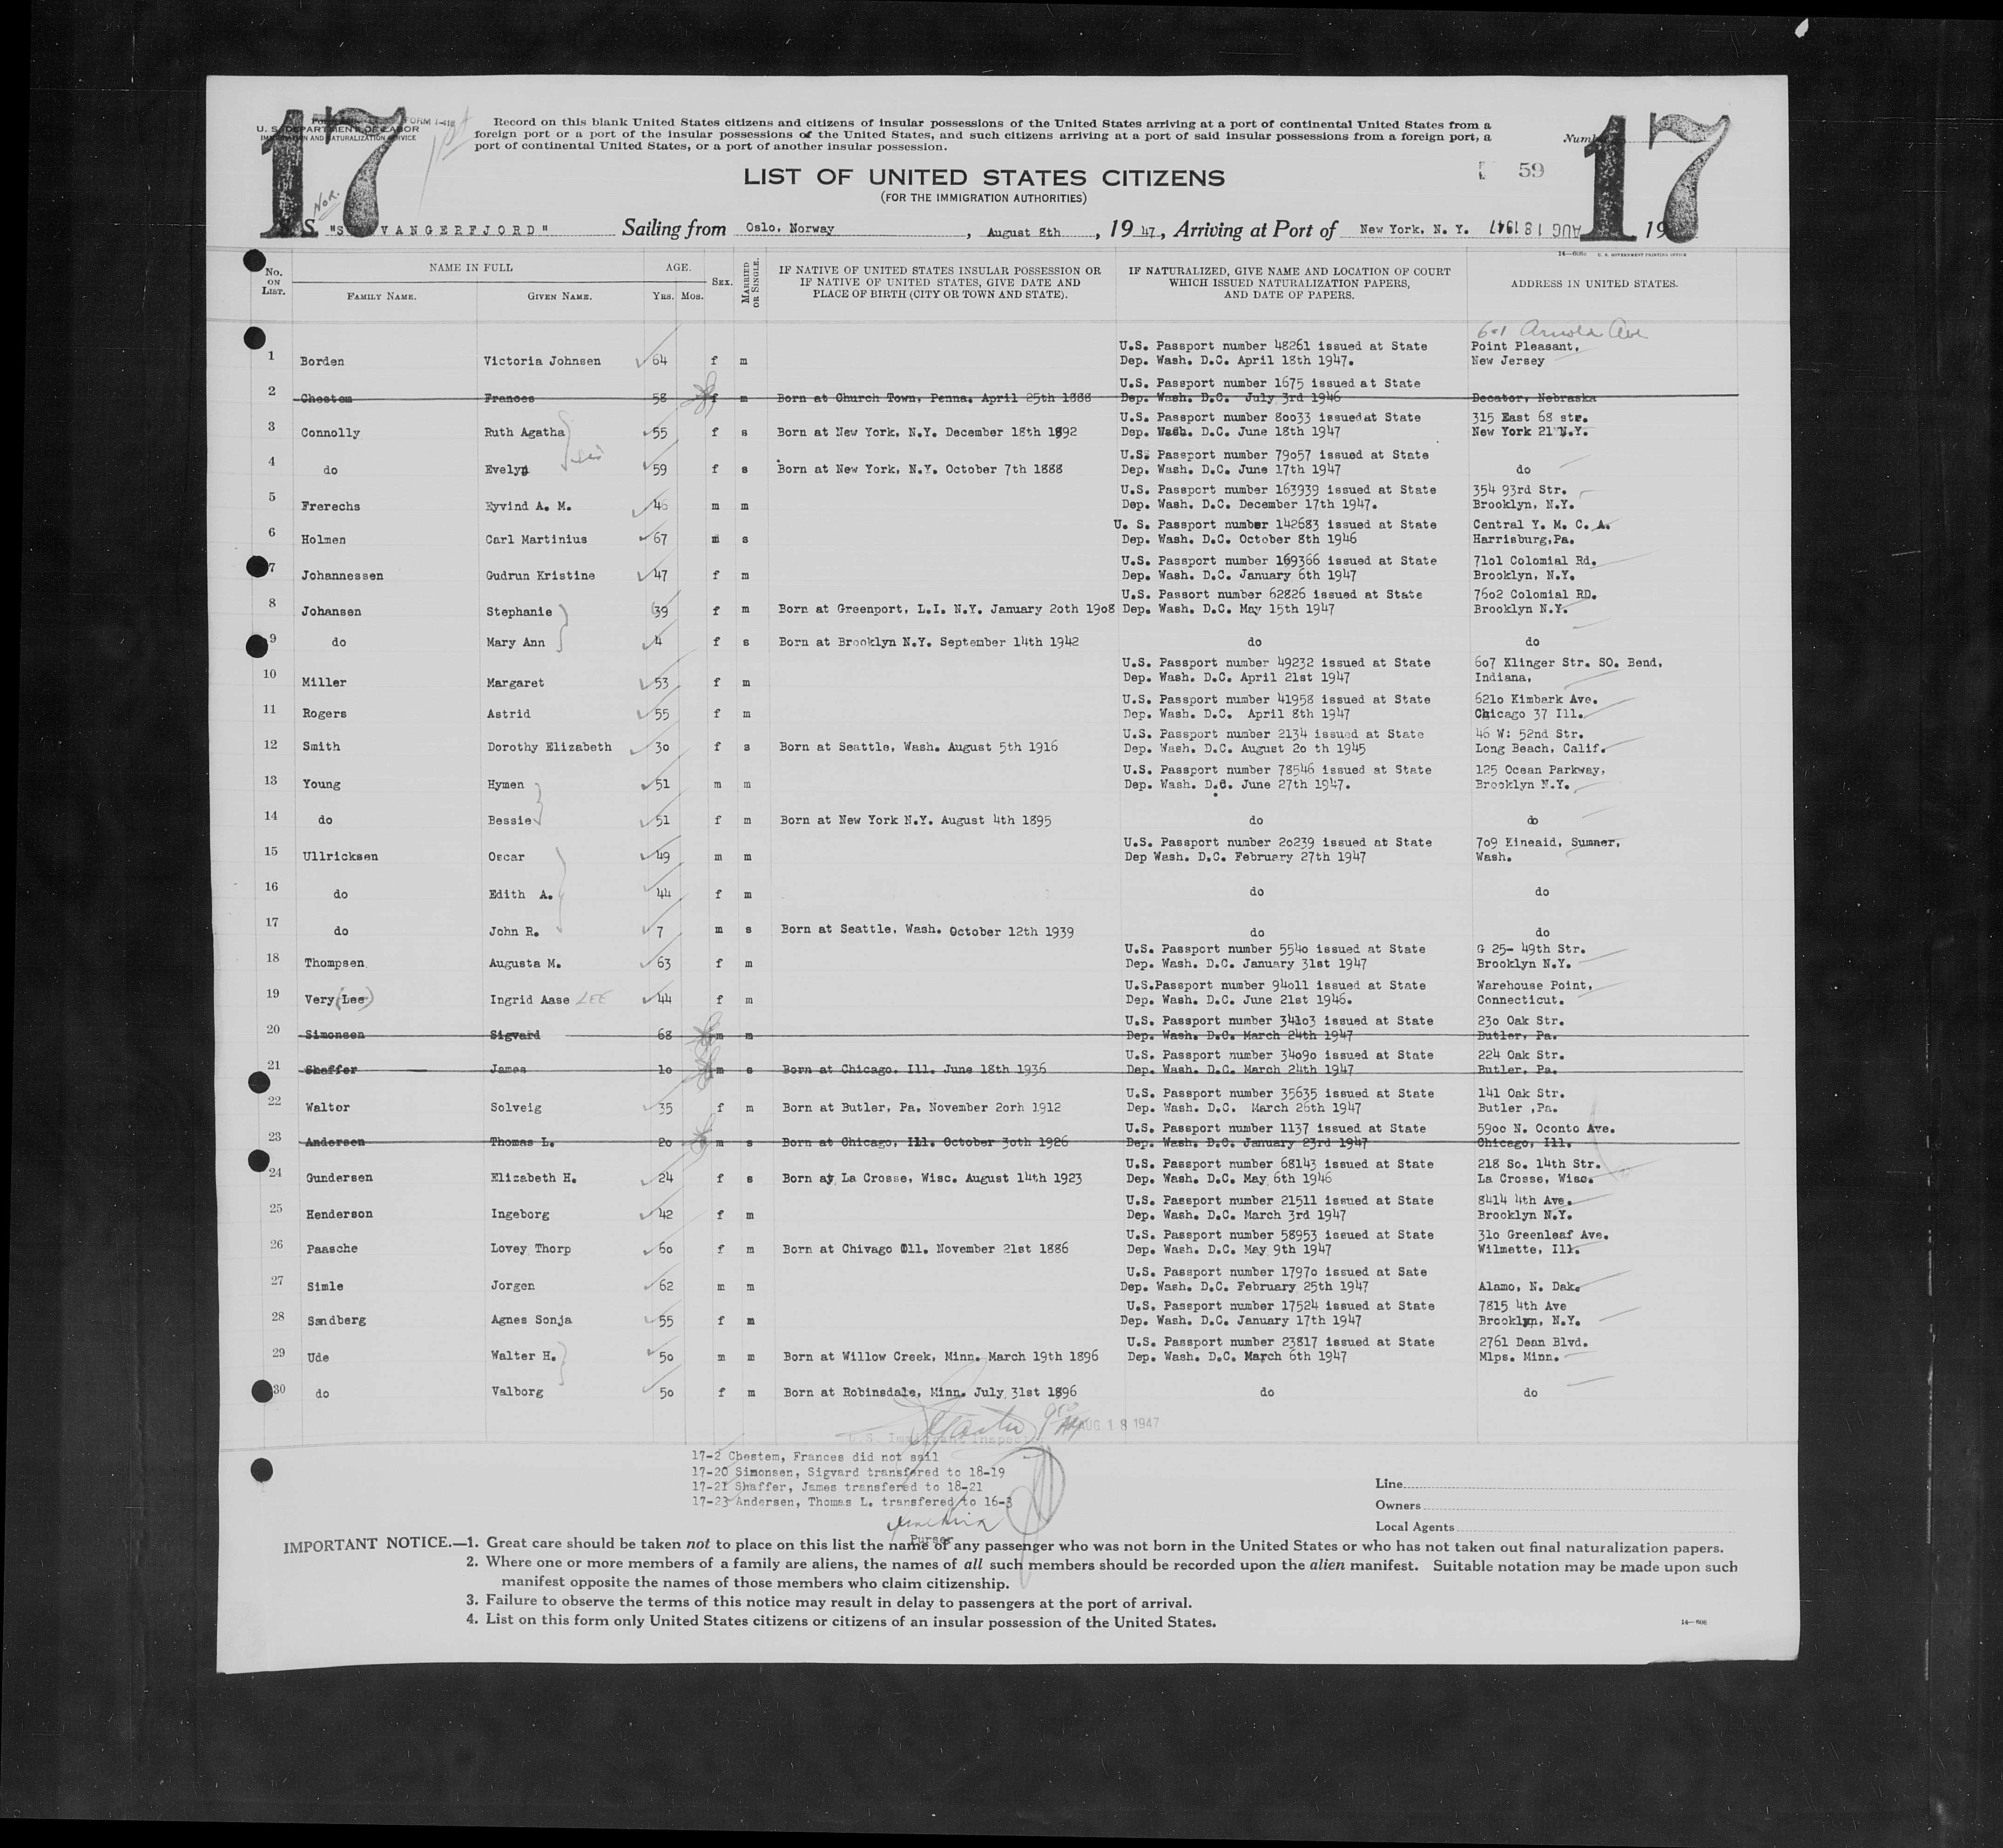 17
FORM I-418
U. S. DEPARTMENT OF LABOR
IMMIGRATION AND NATURALIZATION SERVICE
1st
Record on this blank United States citizens and citizens of insular possessions of the United States arriving at a port of continental United States from a
foreign port or a port of the insular possessions of the United States, and such citizens arriving at a port of said insular possessions from a foreign port, a
port of continental United States, or a port of another insular possession.
17
59
LIST OF UNITED STATES CITIZENS
(FOR THE IMMIGRATION AUTHORITIES)
Nor.
S. "S VANGERFJORD" Sailing from Oslo, Norway, August 8th, 19 47, Arriving at Port of New York, N. Y. AUG 18 1947 19
14—608a U. S. GOVERNMENT PRINTING OFFICE
No. ON LIST. NAME IN FULL FAMILY NAME. GIVEN NAME. AGE. YRS. MOS. SEX. MARRIED OR SINGLE. IF NATIVE OF UNITED STATES INSULAR POSSESSION OR IF NATIVE OF UNITED STATES, GIVE DATE AND PLACE OF BIRTH (CITY OR TOWN AND STATE). IF NATURALIZED, GIVE NAME AND LOCATION OF COURT WHICH ISSUED NATURALIZATION PAPERS, AND DATE OF PAPERS. ADDRESS IN UNITED STATES.
601 Arnold Ave
U.S. Passport number 48261 issued at State Point Pleasant,
1 Borden Victoria Johnsen 64 f m Dep. Wash. D.C. April 18th 1947. New Jersey
U.S. Passport number 1675 issued at State
2 Chestem Frances 58 f m Born at Church Town, Penna. April 25th 1888 Dep. Wash. D.C. July 3rd 1946 Decator, Nebraska
U.S. Passport number 80033 issuedat State 315 East 68 str.
3 Connolly Ruth Agatha 55 f s Born at New York, N.Y. December 18th 1892 Dep. Wash. D.C. June 18th 1947 New York 21 N.Y.
sis
U.S. Passport number 79057 issued at State
4 do Evelyn 59 f s Born at New York, N.Y. October 7th 1888 Dep. Wash. D.C. June 17th 1947 do
U.S. Passport number 163939 issued at State 354 93rd Str.
5 Frerechs Eyvind A. M. 46 m m Dep. Wash. D.C. December 17th 1947. Brooklyn, N.Y.
U. S. Passport number 142683 issued at State Central Y. M. C. A.
6 Holmen Carl Martinius 67 m s Dep. Wash. D.C. October 8th 1946 Harrisburg,Pa.
U.S. Passport number 169366 issued at State 7101 Colomial Rd.
7 Johannessen Gudrun Kristine 47 f m Dep. Wash. D.C. January 6th 1947 Brooklyn, N.Y.
U.S. Passort number 62826 issued at State 7602 Colomial RD.
8 Johansen Stephanie 39 f m Born at Greenport, L.I. N.Y. January 20th 1908 Dep. Wash. D.C. May 15th 1947 Brooklyn N.Y.
9 do Mary Ann 4 f s Born at Brooklyn N.Y. September 14th 1942 do do
U.S. Passport number 49232 issued at State 607 Klinger Str. SO. Bend,
10 Miller Margaret 53 f m Dep. Wash. D.C. April 21st 1947 Indiana,
U.S. Passport number 41958 issued at State 6210 Kimbark Ave.
11 Rogers Astrid 55 f m Dep. Wash. D.C. April 8th 1947 Chicago 37 Ill.
U.S. Passport number 2134 issued at State 46 W: 52nd Str.
12 Smith Dorothy Elizabeth 30 f s Born at Seattle, Wash. August 5th 1916 Dep. Wash. D.C. August 20 th 1945 Long Beach, Calif.
U.S. Passport number 78546 issued at State 125 Ocean Parkway,
13 Young Hymen 51 m m Dep. Wash. D.C. June 27th 1947. Brooklyn N.Y.
14 do Bessie 51 f m Born at New York N.Y. August 4th 1895 do do
U.S. Passport number 20239 issued at State 709 Kineaid, Sumner,
15 Ullricksen Oscar 49 m m Dep Wash. D.C. February 27th 1947 Wash.
16 do Edith A. 44 f m do do
17 do John R. 7 m s Born at Seattle, Wash. October 12th 1939 do do
U.S. Passport number 5540 issued at State G 25- 49th Str.
18 Thompsen Augusta M. 63 f m Dep. Wash. D.C. January 31st 1947 Brooklyn N.Y.
U.S.Passport number 94011 issued at State Warehouse Point,
19 Very(Lee) Ingrid Aase LEE 44 f m Dep. Wash. D.C. June 21st 1946. Connecticut.
U.S. Passport number 34103 issued at State 230 Oak Str.
20 Simonsen Sigvard 68 m m Dep. Wash. D.C. March 24th 1947 Butler, Pa.
U.S. Passport number 34090 issued at State 224 Oak Str.
21 Shaffer James 10 m s Born at Chicago, Ill. June 18th 1936 Dep. Wash. D.C. March 24th 1947 Butler, Pa.
U.S. Passport number 35635 issued at State 141 Oak Str.
22 Waltor Solveig 35 f m Born at Butler, Pa. November 20rh 1912 Dep. Wash. D.C. March 26th 1947 Butler ,Pa.
U.S. Passport number 1137 issued at State 5900 N. Oconto Ave.
23 Andersen Thomas L. 20 m s Born at Chicago, Ill. October 30th 1926 Dep. Wash. D.C. January 23rd 1947 Chicago, Ill.
U.S. Passport number 68143 issued at State 218 So. 14th Str.
24 Gundersen Elizabeth H. 24 f s Born at La Crosse, Wisc. August 14th 1923 Dep. Wash. D.C. May 6th 1946 La Crosse, Wisc.
U.S. Passport number 21511 issued at State 8414 4th Ave.
25 Henderson Ingeborg 42 f m Dep. Wash. D.C. March 3rd 1947 Brooklyn N.Y.
U.S. Passport number 58953 issued at State 310 Greenleaf Ave.
26 Paasche Lovey Thorp 60 f m Born at Chivago Ill. November 21st 1886 Dep. Wash. D.C. May 9th 1947 Wilmette, Ill.
U.S. Passport number 17970 issued at Sate
27 Simle Jorgen 62 m m Dep. Wash. D.C. February 25th 1947 Alamo, N. Dak.
U.S. Passport number 17524 issued at State 7815 4th Ave
28 Sandberg Agnes Sonja 55 f m Dep. Wash. D.C. January 17th 1947 Brooklyn, N.Y.
U.S. Passport number 23817 issued at State 2761 Dean Blvd.
29 Ude Walter H. 50 m m Born at Willow Creek, Minn. March 19th 1896 Dep. Wash. D.C. March 6th 1947 Mlps. Minn.
30 do Valborg 50 f m Born at Robinsdale, Minn. July 31st 1896 do do
AUG 18 1947
U.S. Immigrant Inspector
17-2 Chestem, Frances did not sail
17-20 Simonsen, Sigvard transfered to 18-19
17-21 Shaffer, James transfered to 18-21
17-23 Andersen, Thomas L. transfered to 16-3
Purser
Line
Owners
Local Agents
IMPORTANT NOTICE.—1. Great care should be taken not to place on this list the name of any passenger who was not born in the United States or who has not taken out final naturalization papers.
2. Where one or more members of a family are aliens, the names of all such members should be recorded upon the alien manifest. Suitable notation may be made upon such
manifest opposite the names of those members who claim citizenship.
3. Failure to observe the terms of this notice may result in delay to passengers at the port of arrival.
4. List on this form only United States citizens or citizens of an insular possession of the United States.
14—608